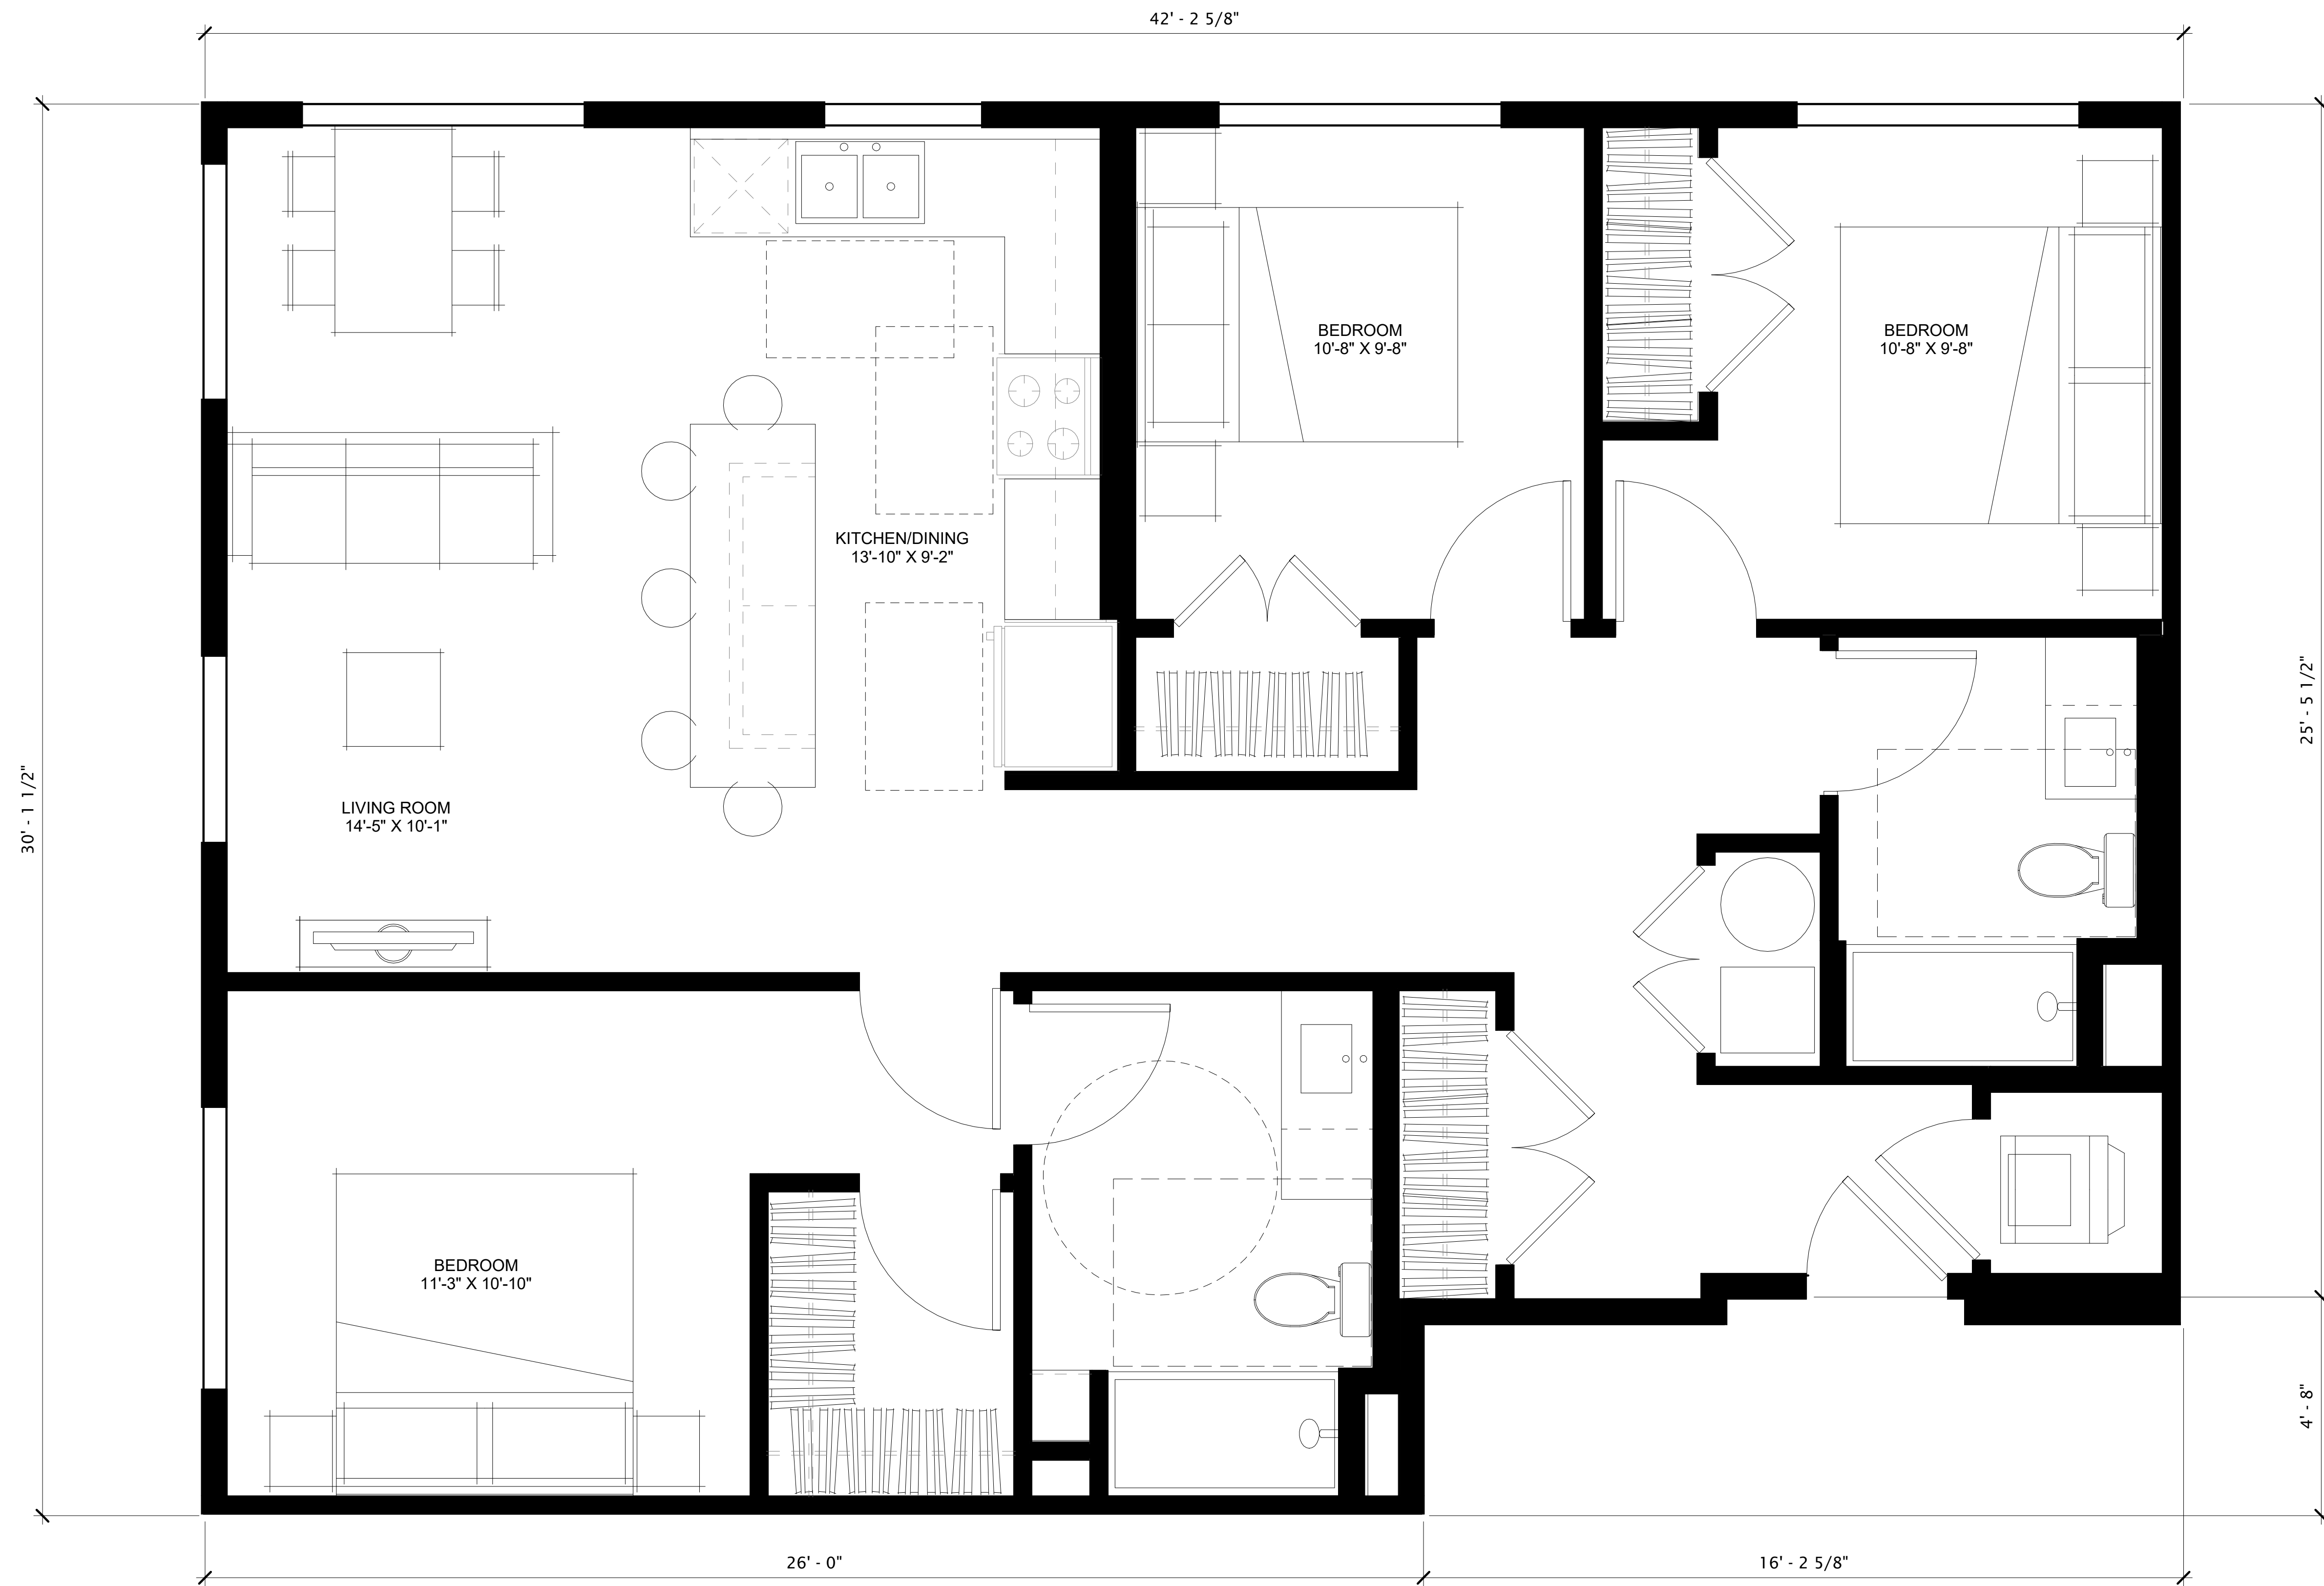 42' - 2 5/8"
BEDROOM
10'-8" X 9'-8"
BEDROOM
10'-8" X 9'-8"
KITCHEN/DINING
13'-10" X 9'-2"
25' - 5 1/2"
30' - 1 1/2"
LIVING ROOM
14'-5" X 10'-1"
BEDROOM
11'-3" X 10'-10"
4' - 8"
26' - 0"
16' - 2 5/8"